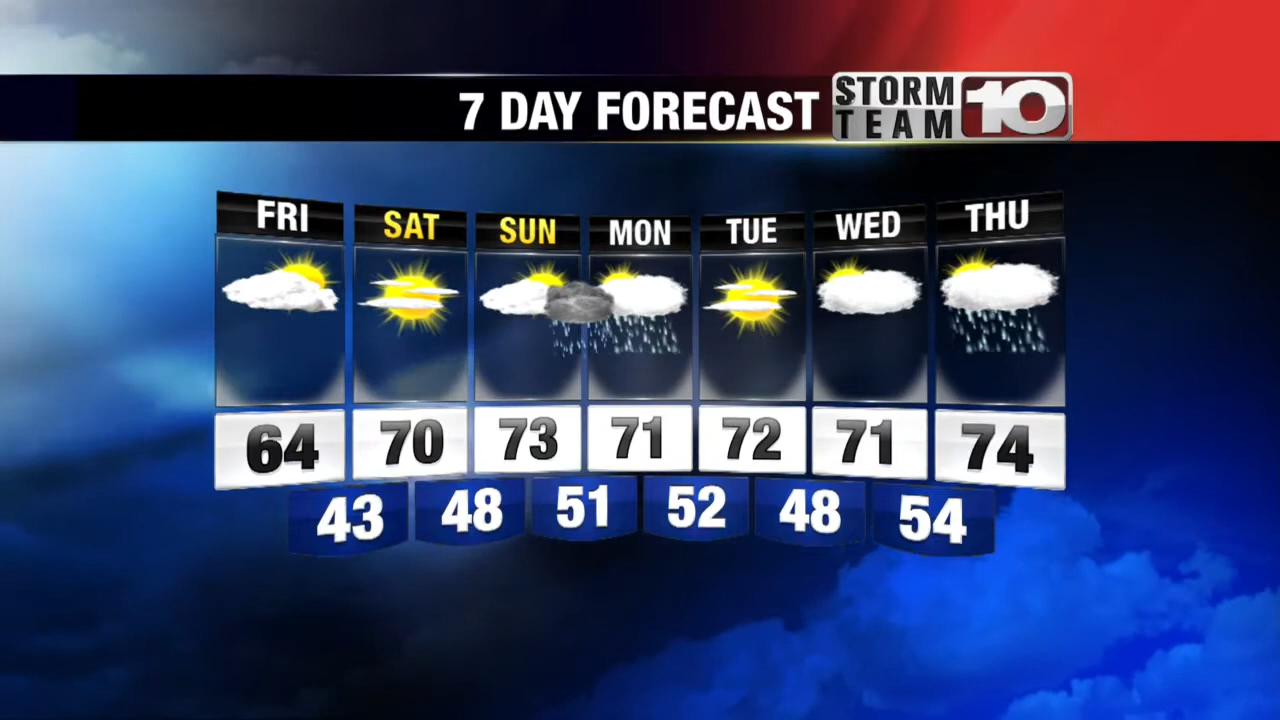 7 DAY FORECAST STORM TEAM 10
FRI SAT SUN MON TUE WED THU
64 70 73 71 72 71 74
43 48 51 52 48 54